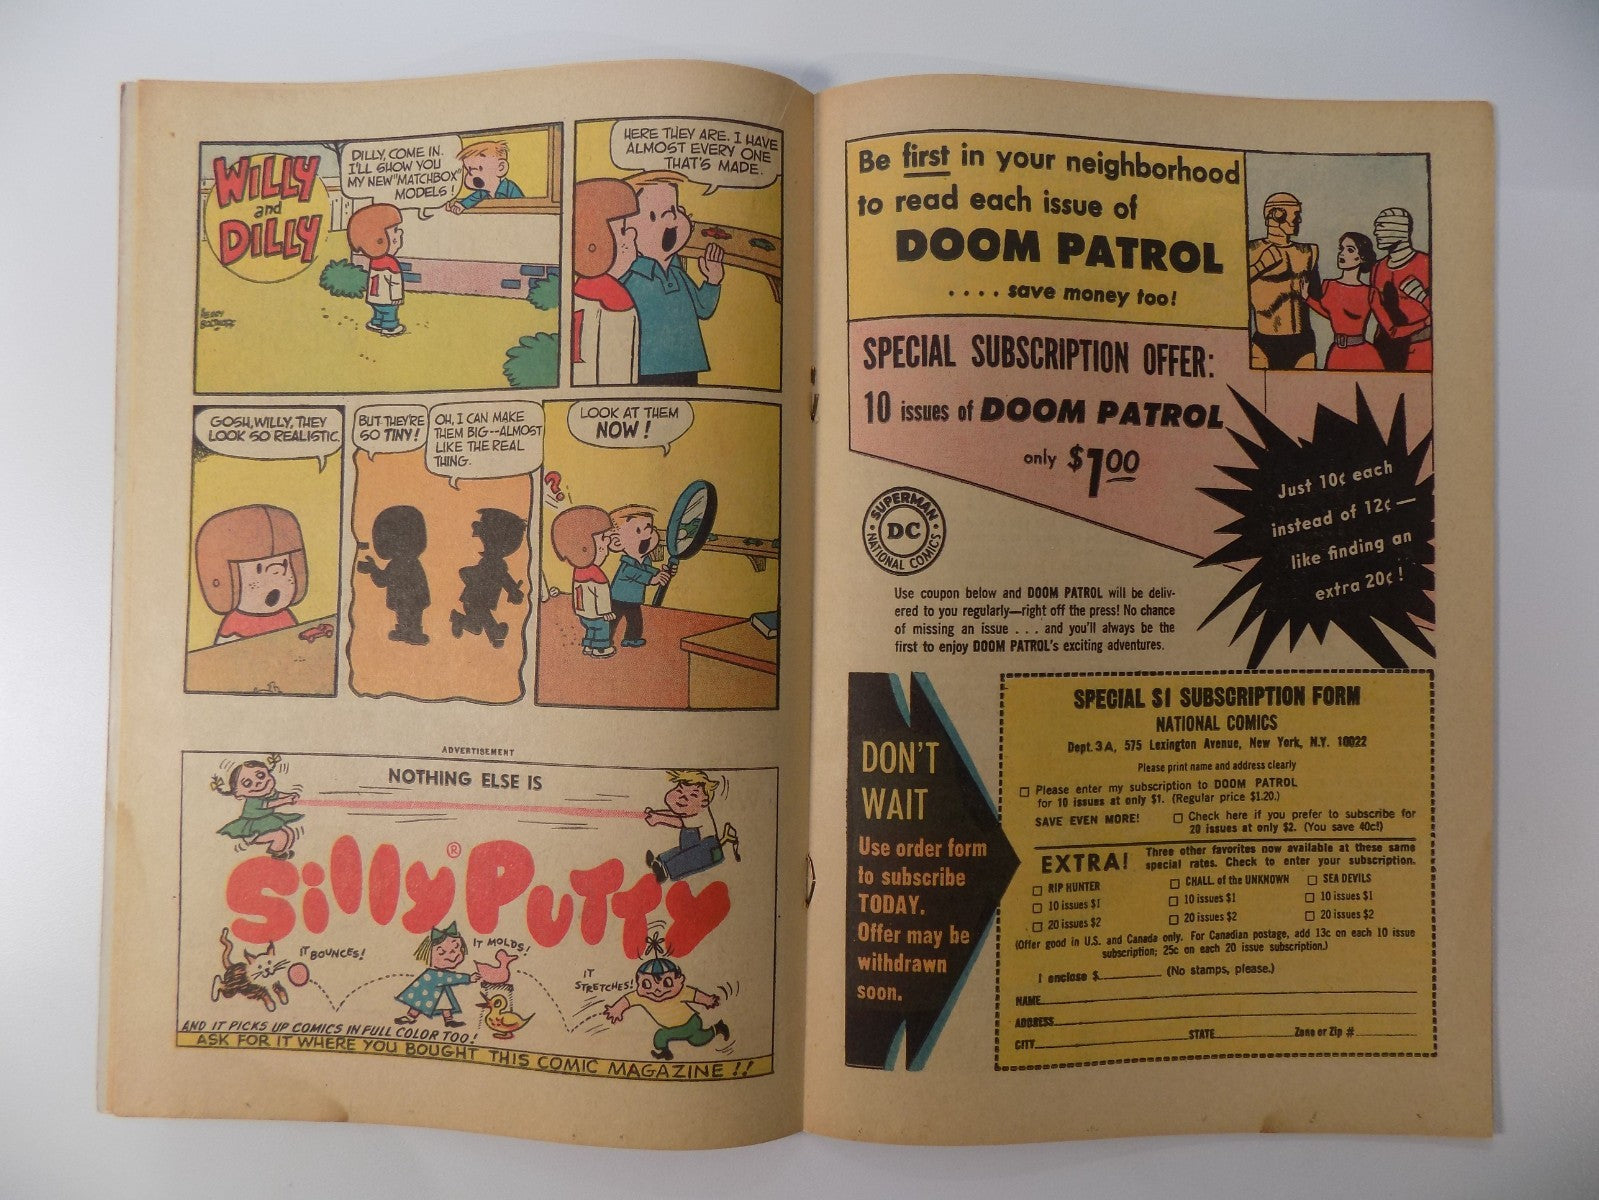 WILLY
and
DILLY
DILLY, COME IN.
I'LL SHOW YOU
MY NEW "MATCHBOX"
MODELS!
HERE THEY ARE. I HAVE
ALMOST EVERY ONE
THAT'S MADE.
GOSH, WILLY, THEY
LOOK SO REALISTIC.
BUT THEY'RE
SO TINY!
OH, I CAN MAKE
THEM BIG--ALMOST
LIKE THE REAL
THING.
LOOK AT THEM
NOW!
?!
ADVERTISEMENT
NOTHING ELSE IS
Silly Putty®
IT BOUNCES!
IT MOLDS!
IT
STRETCHES!
AND IT PICKS UP COMICS IN FULL COLOR TOO!
ASK FOR IT WHERE YOU BOUGHT THIS COMIC MAGAZINE!!
Be first in your neighborhood
to read each issue of
DOOM PATROL
. . . . save money too!
SPECIAL SUBSCRIPTION OFFER:
10 issues of DOOM PATROL
only $1.00
Just 10¢ each
instead of 12¢—
like finding an
extra 20¢!
SUPERMAN
DC
NATIONAL COMICS
Use coupon below and DOOM PATROL will be deliv-
ered to you regularly—right off the press! No chance
of missing an issue . . . and you'll always be the
first to enjoy DOOM PATROL's exciting adventures.
DON'T
WAIT
Use order form
to subscribe
TODAY.
Offer may be
withdrawn
soon.
SPECIAL $1 SUBSCRIPTION FORM
NATIONAL COMICS
Dept. 3A, 575 Lexington Avenue, New York, N.Y. 10022
Please print name and address clearly
Please enter my subscription to DOOM PATROL
for 10 issues at only $1. (Regular price $1.20.)
SAVE EVEN MORE! Check here if you prefer to subscribe for
20 issues at only $2. (You save 40c!)
EXTRA! Three other favorites now available at these same
special rates. Check to enter your subscription.
RIP HUNTER CHALL. of the UNKNOWN SEA DEVILS
10 issues $1 10 issues $1 10 issues $1
20 issues $2 20 issues $2 20 issues $2
(Offer good in U.S. and Canada only. For Canadian postage, add 13c on each 10 issue
subscription; 25c on each 20 issue subscription.)
I enclose $ (No stamps, please.)
NAME
ADDRESS
CITY STATE Zone or Zip #